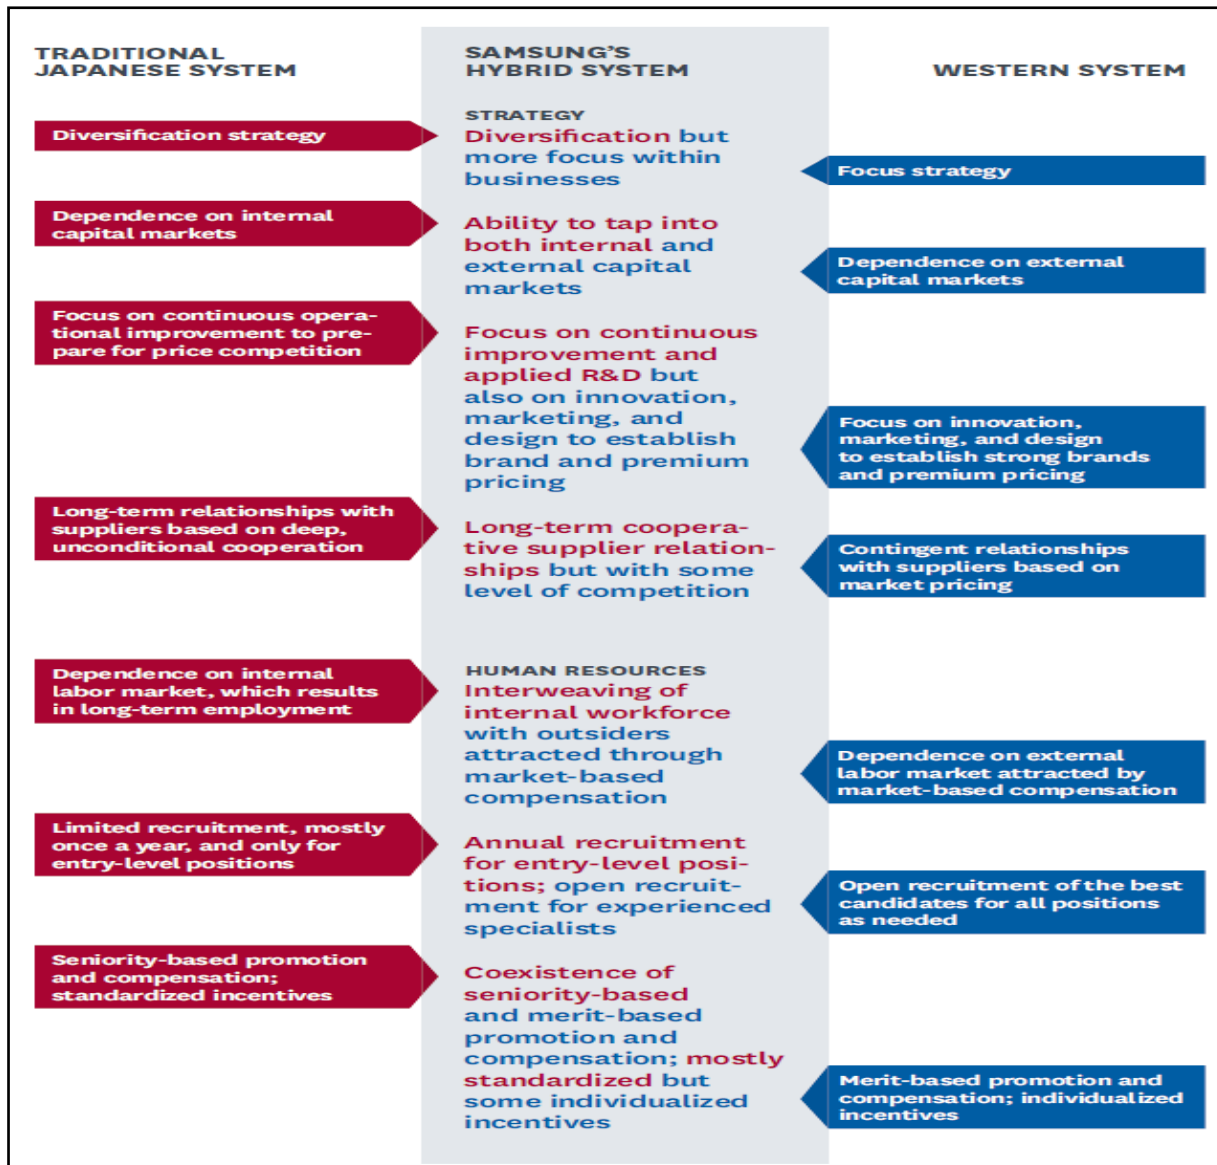 TRADITIONAL
JAPANESE SYSTEM
SAMSUNG'S
HYBRID SYSTEM
WESTERN SYSTEM
STRATEGY
Diversification strategy
Diversification but
more focus within
businesses
Focus strategy
Dependence on internal
capital markets
Ability to tap into
both internal and
external capital
markets
Dependence on external
capital markets
Focus on continuous opera-
tional improvement to pre-
pare for price competition
Focus on continuous
improvement and
applied R&D but
also on innovation,
marketing, and
design to establish
brand and premium
pricing
Focus on innovation,
marketing, and design
to establish strong brands
and premium pricing
Long-term relationships with
suppliers based on deep,
unconditional cooperation
Long-term coopera-
tive supplier relation-
ships but with some
level of competition
Contingent relationships
with suppliers based on
market pricing
HUMAN RESOURCES
Dependence on internal
labor market, which results
in long-term employment
Interweaving of
internal workforce
with outsiders
attracted through
market-based
compensation
Dependence on external
labor market attracted by
market-based compensation
Limited recruitment, mostly
once a year, and only for
entry-level positions
Annual recruitment
for entry-level posi-
tions; open recruit-
ment for experienced
specialists
Open recruitment of the best
candidates for all positions
as needed
Seniority-based promotion
and compensation;
standardized incentives
Coexistence of
seniority-based
and merit-based
promotion and
compensation; mostly
standardized but
some individualized
incentives
Merit-based promotion and
compensation; individualized
incentives